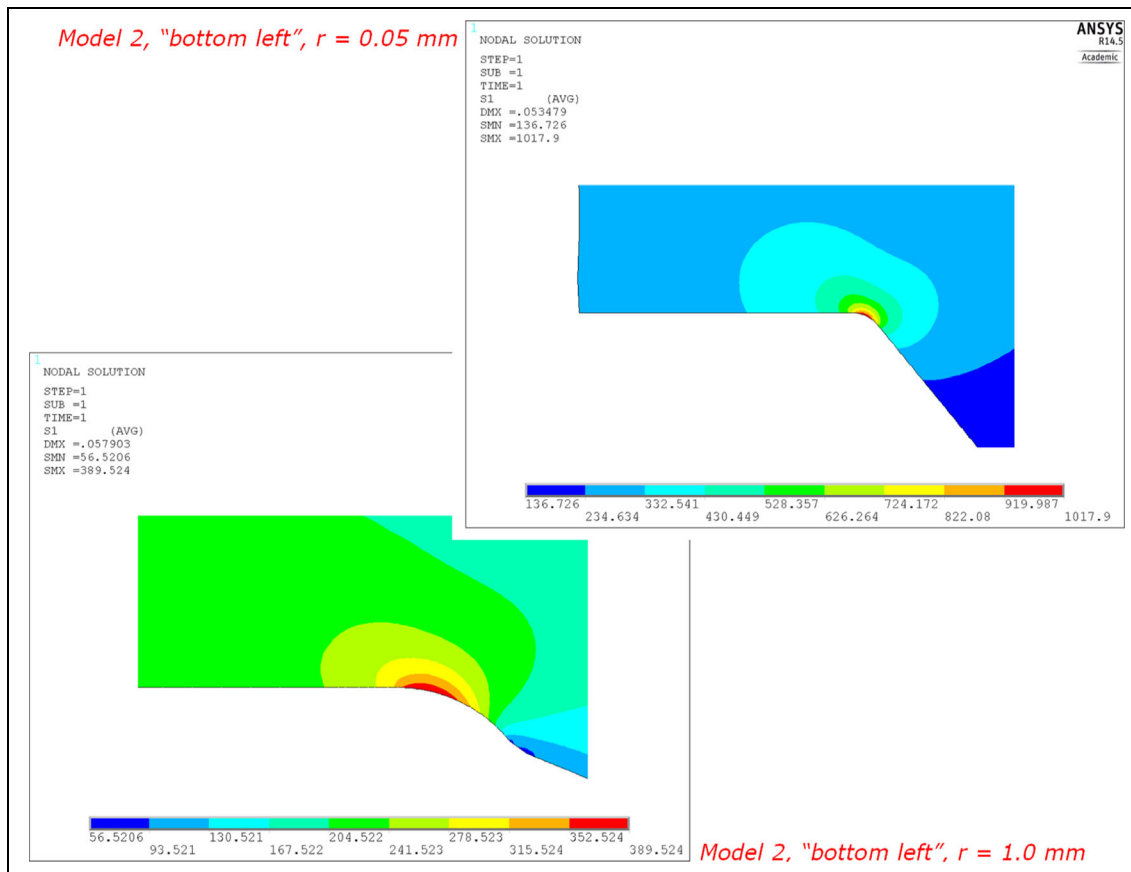 Model 2, “bottom left”, r = 0.05 mm
1
NODAL SOLUTION
STEP=1
SUB =1
TIME=1
S1 (AVG)
DMX =.053479
SMN =136.726
SMX =1017.9
ANSYS
R14.5
Academic
136.726 332.541 528.357 724.172 919.987
234.634 430.449 626.264 822.08 1017.9
1
NODAL SOLUTION
STEP=1
SUB =1
TIME=1
S1 (AVG)
DMX =.057903
SMN =56.5206
SMX =389.524
56.5206 130.521 204.522 278.523 352.524
93.521 167.522 241.523 315.524 389.524
Model 2, “bottom left”, r = 1.0 mm